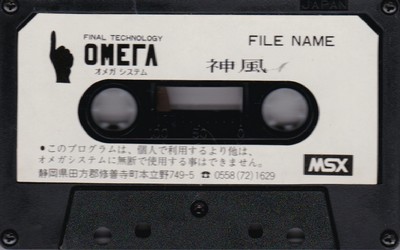 JAPAN
FINAL TECHNOLOGY
OMEГA
オメガ システム
FILE NAME
神風
50
0
•このプログラムは、個人で利用するより他は、
オメガシステムに無断で使用する事はできません。
静岡県田方郡修善寺町本立野749-5 ☎ 0558(72)1629
MSX